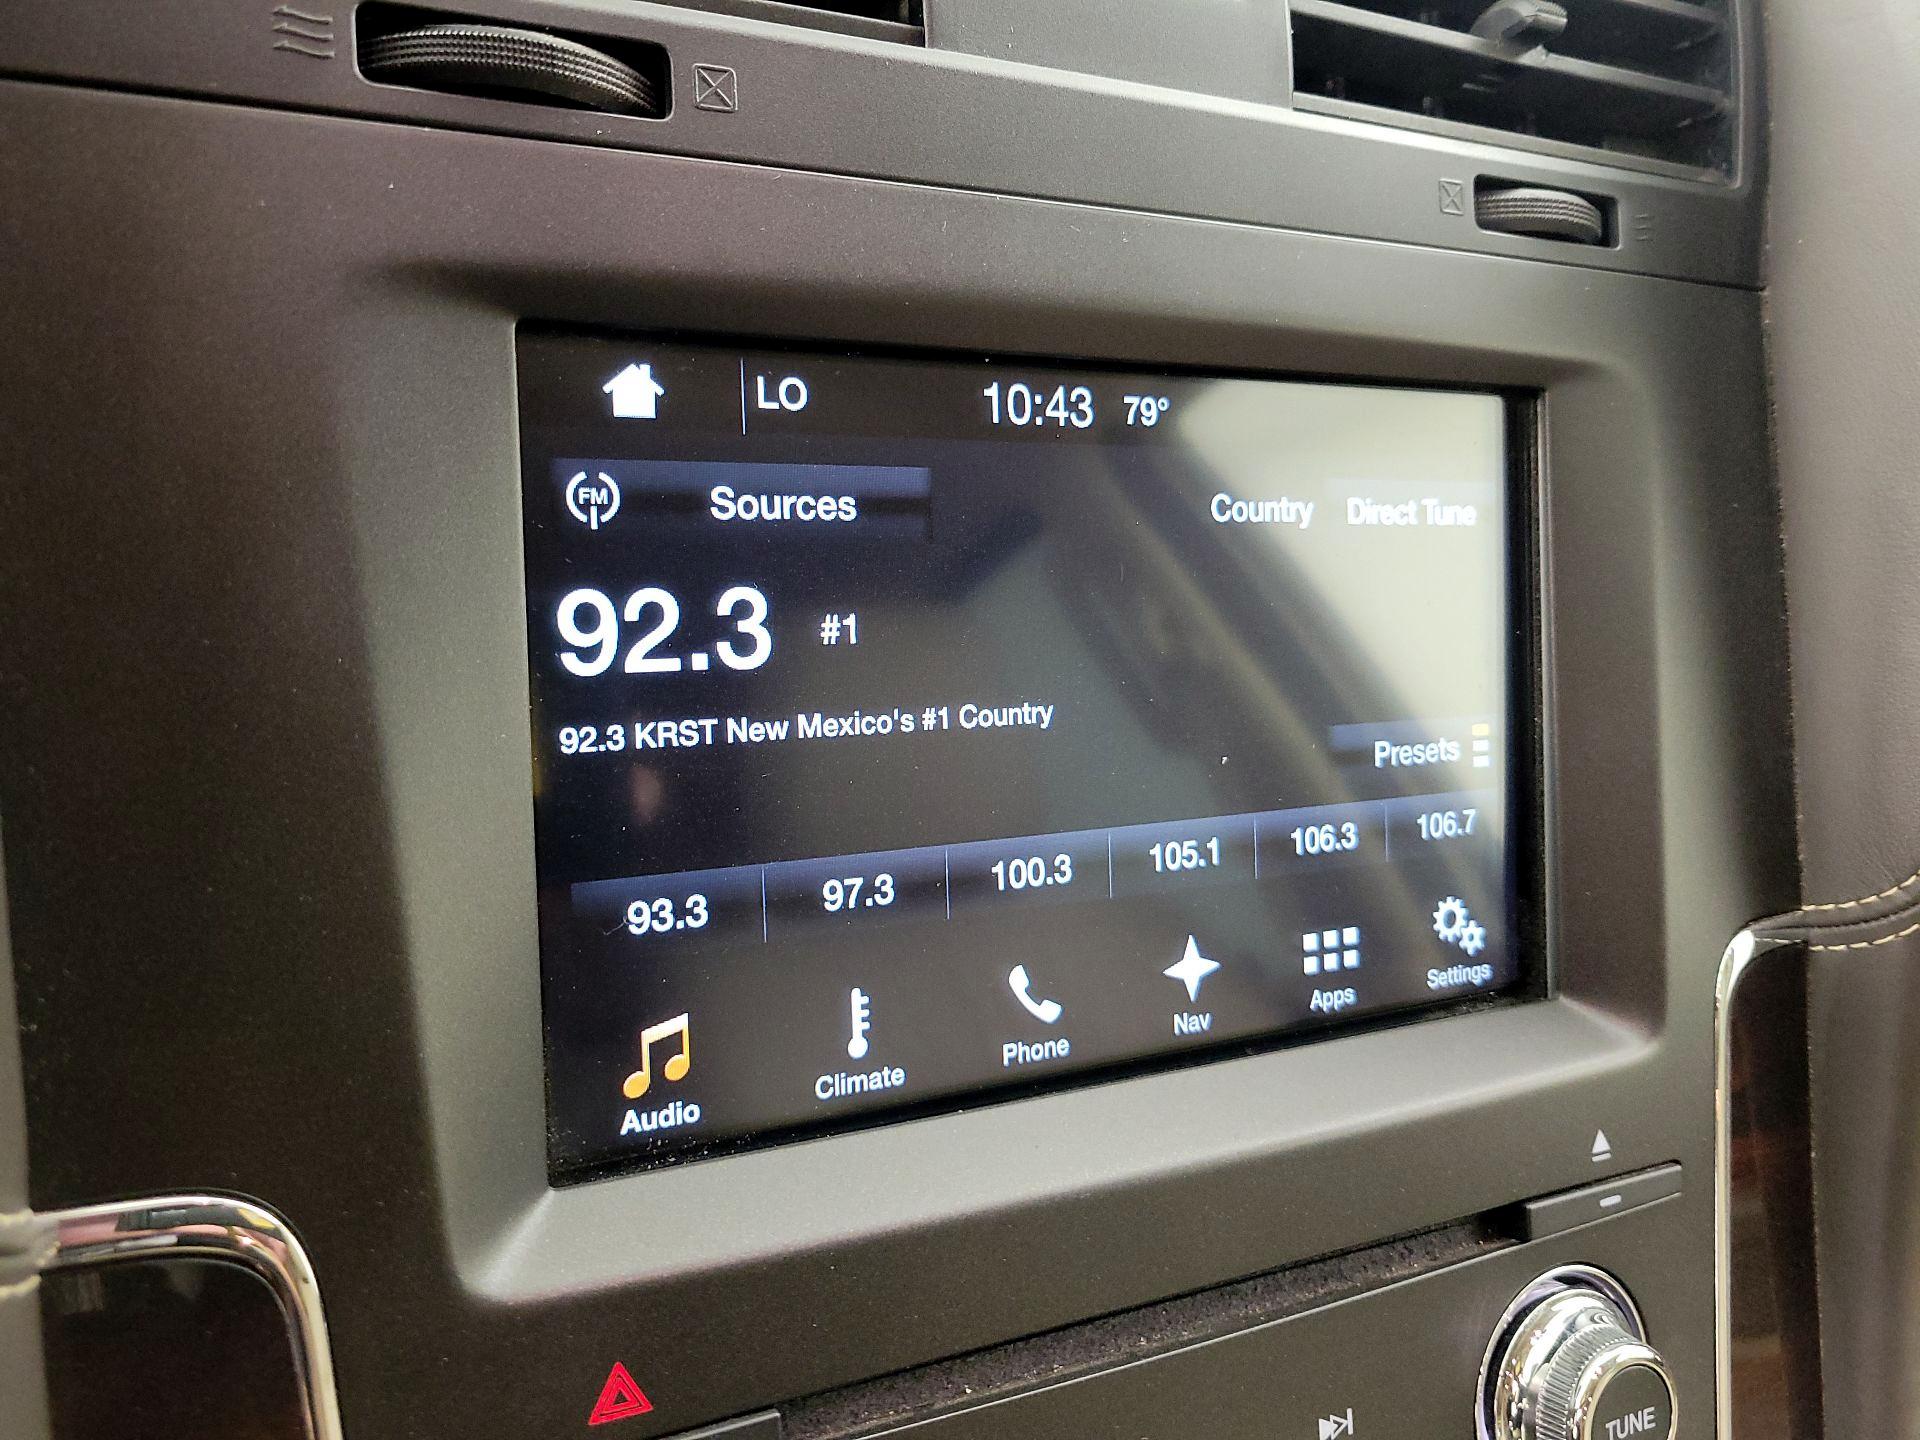 LO 10:43 79°
FM Sources Country Direct Tune
92.3 #1
92.3 KRST New Mexico's #1 Country
Presets
93.3 97.3 100.3 105.1 106.3 106.7
Audio Climate Phone Nav Apps Settings
TUNE